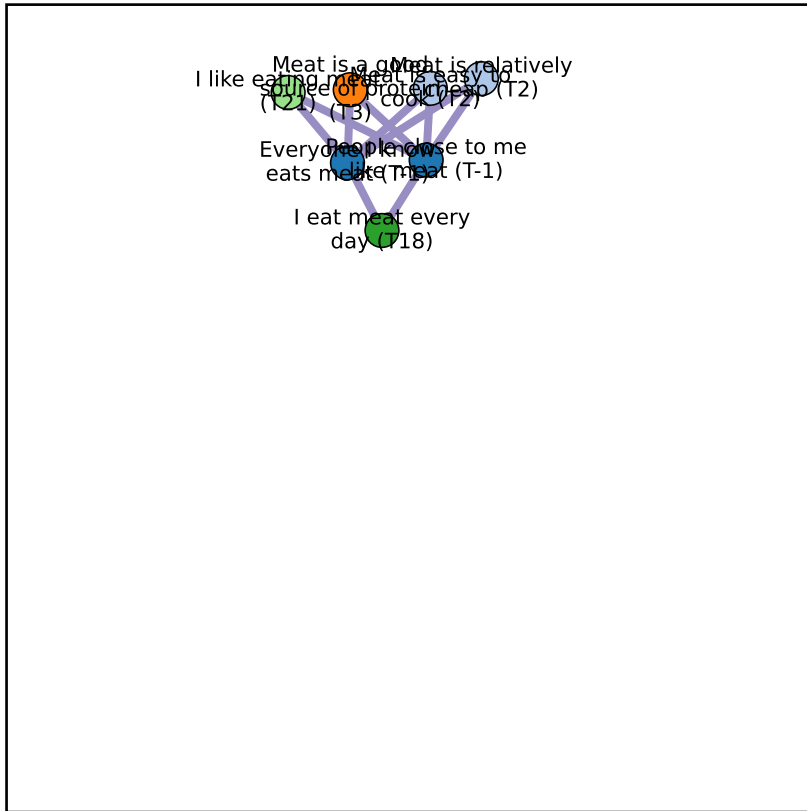 I like eating meat
(T21)
Meat is a good
source of protein
(T3)
Meat is easy to
cook (T2)
Meat is relatively
cheap (T2)
Everyone I know
eats meat (T-1)
People close to me
like meat (T-1)
I eat meat every
day (T18)